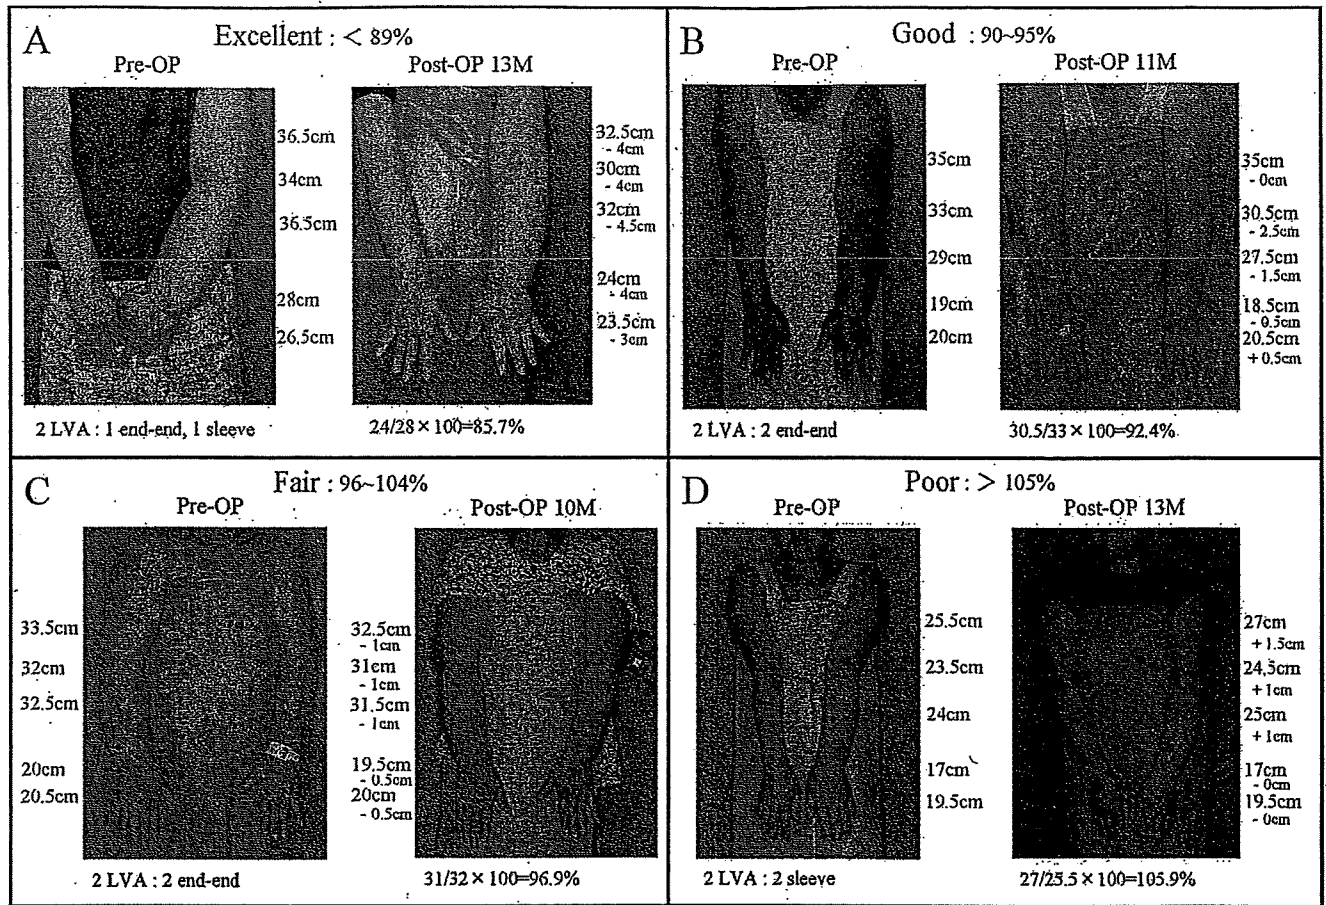 A
Excellent : < 89%
Pre-OP
Post-OP 13M
36.5cm
34cm
36.5cm
28cm
26.5cm
32.5cm
- 4cm
30cm
- 4cm
32cm
- 4.5cm
24cm
- 4cm
23.5cm
- 3cm
2 LVA : 1 end-end, 1 sleeve
24/28 × 100=85.7%
B
Good : 90~95%
Pre-OP
Post-OP 11M
35cm
33cm
29cm
19cm
20cm
35cm
- 0cm
30.5cm
- 2.5cm
27.5cm
- 1.5cm
18.5cm
- 0.5cm
20.5cm
+ 0.5cm
2 LVA : 2 end-end
30.5/33 × 100=92.4%
C
Fair : 96~104%
Pre-OP
Post-OP 10M
33.5cm
32cm
32.5cm
20cm
20.5cm
32.5cm
- 1cm
31cm
- 1cm
31.5cm
- 1cm
19.5cm
- 0.5cm
20cm
- 0.5cm
2 LVA : 2 end-end
31/32 × 100=96.9%
D
Poor : > 105%
Pre-OP
Post-OP 13M
25.5cm
23.5cm
24cm
17cm
19.5cm
27cm
+ 1.5cm
24.5cm
+ 1cm
25cm
+ 1cm
17cm
- 0cm
19.5cm
- 0cm
2 LVA : 2 sleeve
27/25.5 × 100=105.9%